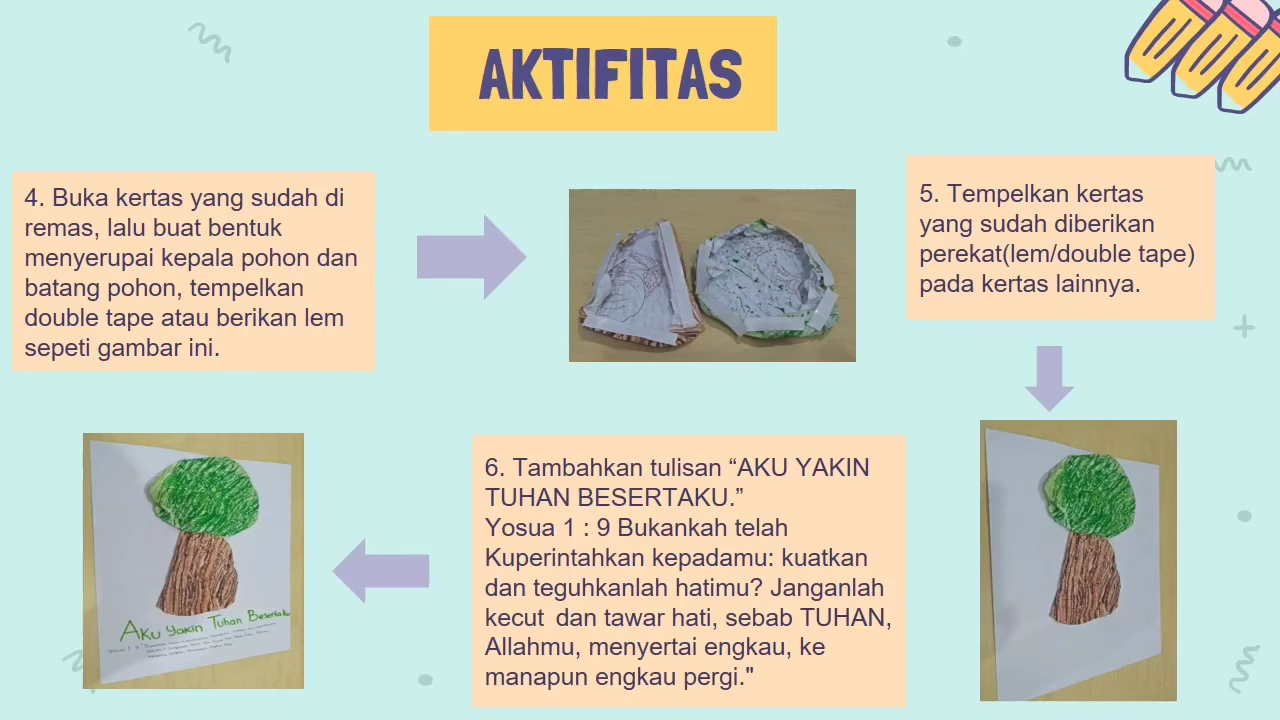 AKTIFITAS
4. Buka kertas yang sudah di
remas, lalu buat bentuk
menyerupai kepala pohon dan
batang pohon, tempelkan
double tape atau berikan lem
sepeti gambar ini.
5. Tempelkan kertas
yang sudah diberikan
perekat(lem/double tape)
pada kertas lainnya.
6. Tambahkan tulisan “AKU YAKIN
TUHAN BESERTAKU.”
Yosua 1 : 9 Bukankah telah
Kuperintahkan kepadamu: kuatkan
dan teguhkanlah hatimu? Janganlah
kecut dan tawar hati, sebab TUHAN,
Allahmu, menyertai engkau, ke
manapun engkau pergi."
Aku Yakin Tuhan Besertaku
Yosua 1 : 9